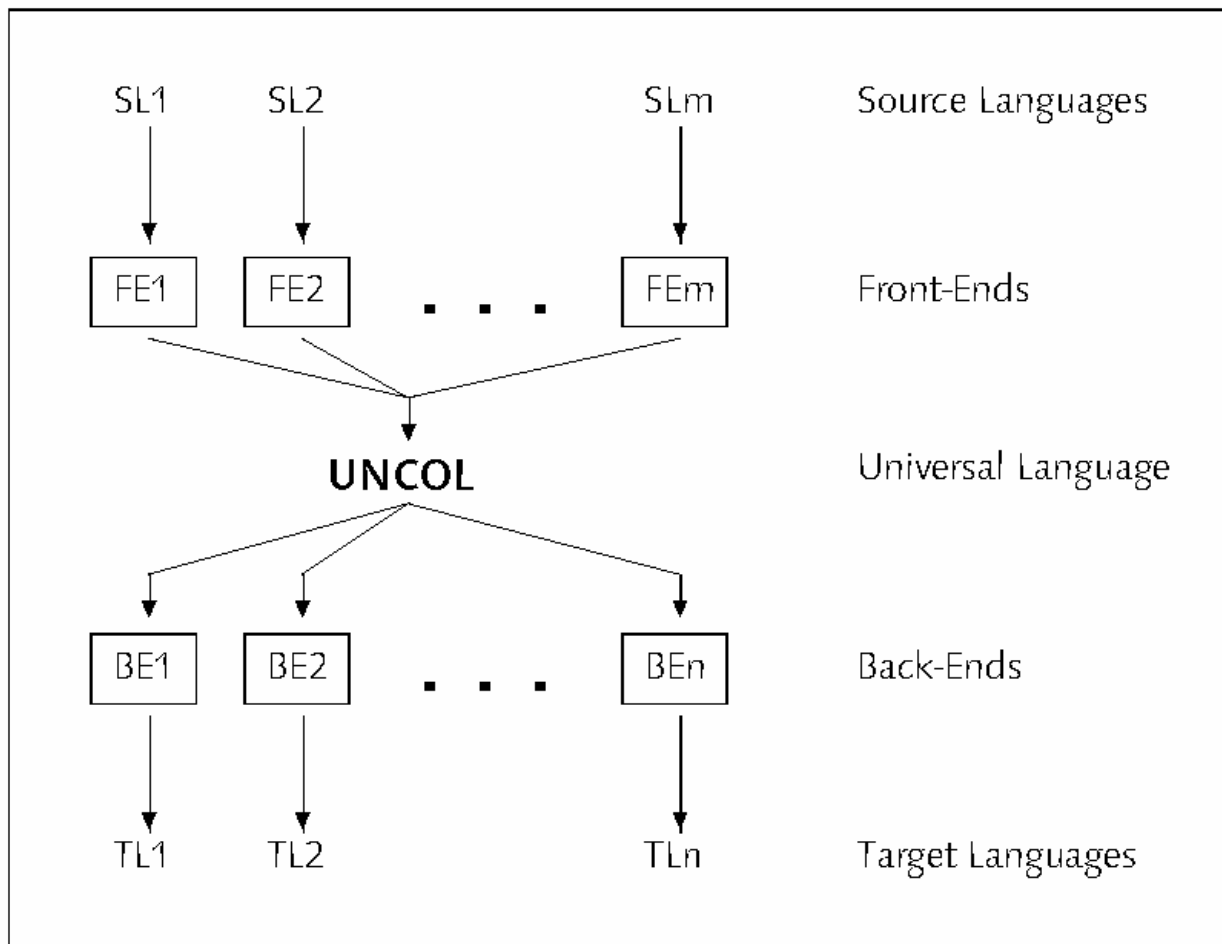 SL1 SL2 SLm Source Languages
FE1 FE2 . . . FEm Front-Ends
UNCOL Universal Language
BE1 BE2 . . . BEn Back-Ends
TL1 TL2 TLn Target Languages